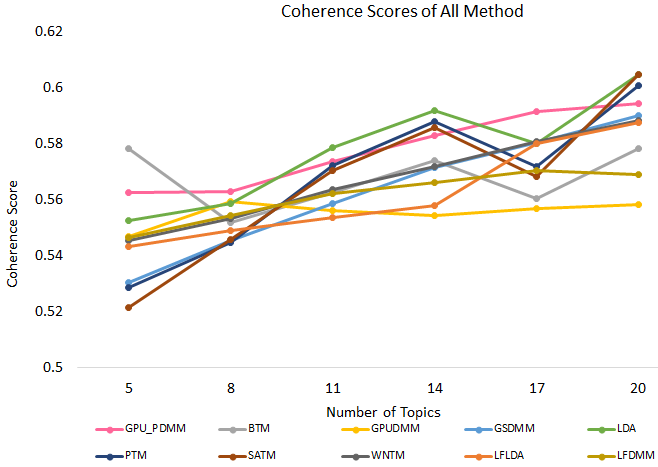 Coherence Scores of All Method
0.62
0.6
0.58
0.56
0.54
0.52
0.5
Coherence Score
5 8 11 14 17 20
Number of Topics
GPU_PDMM BTM GPUDMM GSDMM LDA
PTM SATM WNTM LFLDA LFDMM